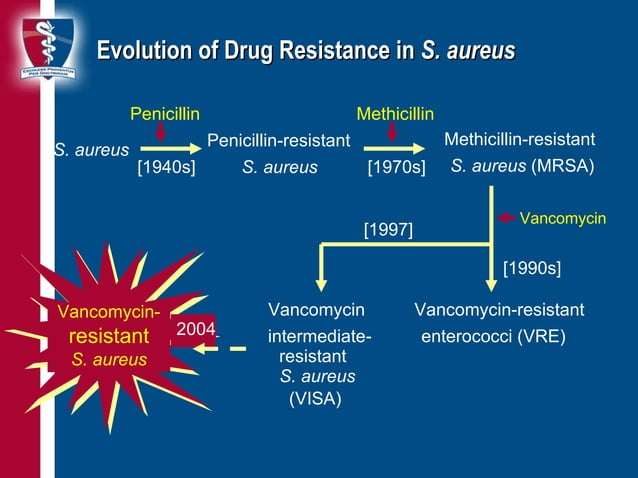 Evolution of Drug Resistance in S. aureus
Penicillin
Methicillin
S. aureus
[1940s]
Penicillin-resistant
S. aureus
[1970s]
Methicillin-resistant
S. aureus (MRSA)
Vancomycin
[1997]
[1990s]
Vancomycin-
resistant
S. aureus
2004
Vancomycin
intermediate-
resistant
S. aureus
(VISA)
Vancomycin-resistant
enterococci (VRE)